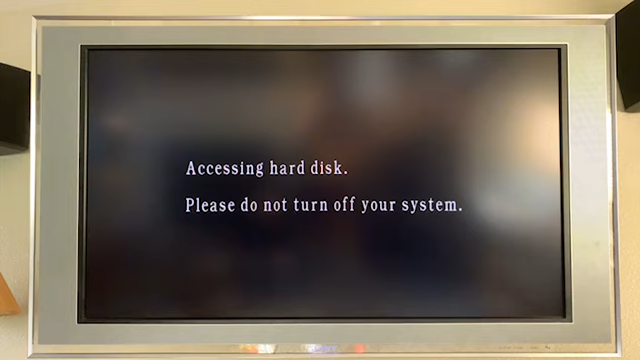 Accessing hard disk.
Please do not turn off your system.